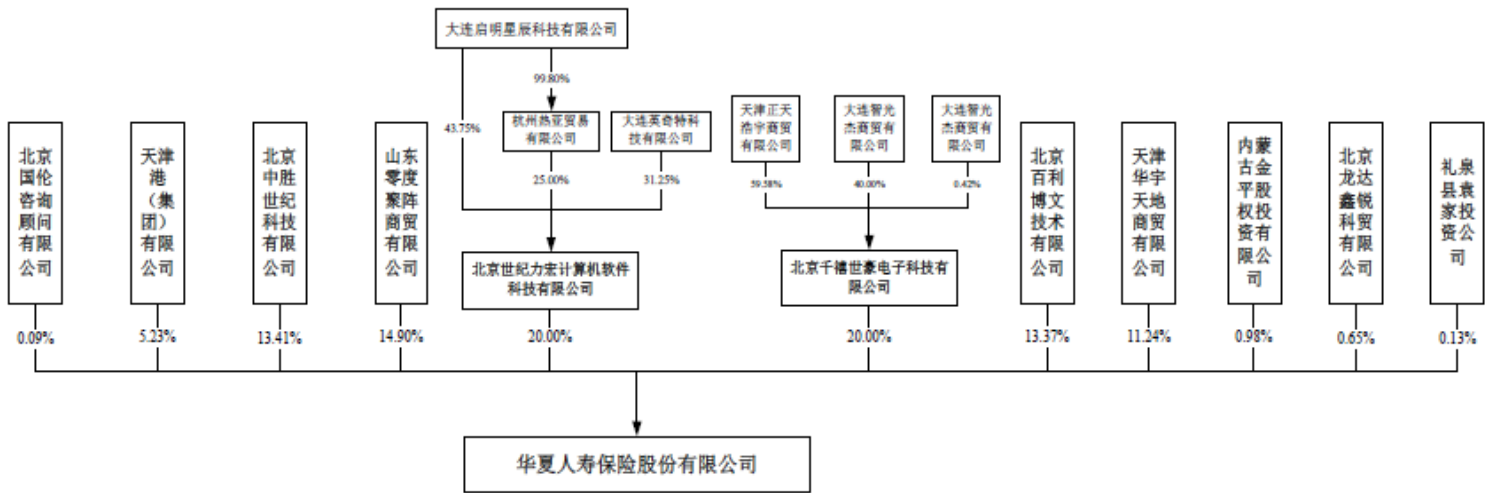 大连启明星辰科技有限公司
99.80%
43.75%
杭州热亚贸易
有限公司
大连英奇特科
技有限公司
25.00%
31.25%
天津正天
浩宇商贸
有限公司
大连智光
杰商贸有
限公司
大连智光
杰商贸有
限公司
39.58%
40.00%
0.42%
北京
国伦
咨询
顾问
有限
公司
天津
港
（集
团）
有限
公司
北京
中胜
世纪
科技
有限
公司
山东
零度
聚阵
商贸
有限
公司
北京世纪力宏计算机软件
科技有限公司
北京千禧世豪电子科技有
限公司
北京
百利
博文
技术
有限
公司
天津
华宇
天地
商贸
有限
公司
内蒙
古金
平股
权投
资有
限公
司
北京
龙达
鑫锐
科贸
有限
公司
礼泉
县袁
家投
资公
司
0.09%
5.23%
13.41%
14.90%
20.00%
20.00%
13.37%
11.24%
0.98%
0.65%
0.13%
华夏人寿保险股份有限公司